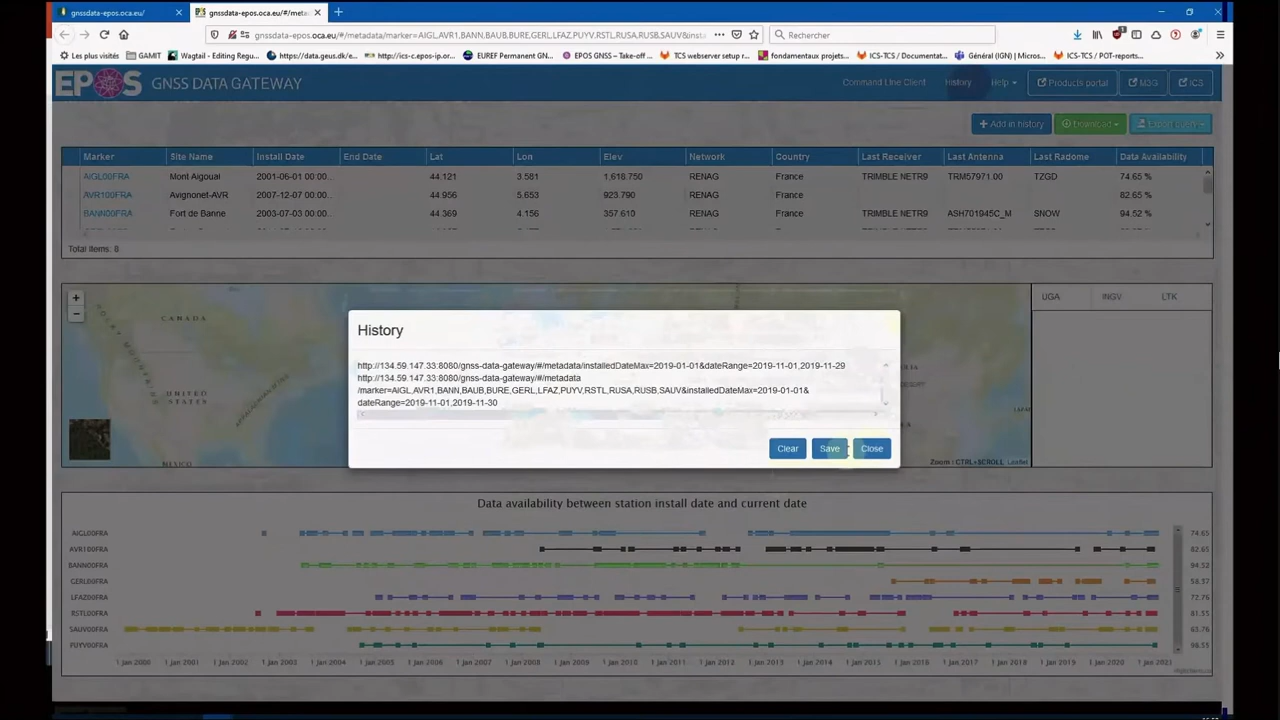 gnssdata-epos.oca.eu/
gnssdata-epos.oca.eu/#/meta
gnssdata-epos.oca.eu/#/metadata/marker=AIGL,AVR1,BANN,BAUB,BURE,GERL,LFAZ,PUYV,RSTL,RUSA,RUSB,SAUV&inst
Rechercher
Les plus visités
GAMIT
Wagtail - Editing Regu...
https://data.geus.dk/e...
http://ics-c.epos-ip.or...
EUREF Permanent GN...
EPOS GNSS – Take-off ...
TCS webserver setup r...
fondamentaux projets...
ICS-TCS / Documentat...
Général (IGN) | Micros...
ICS-TCS / POT-reports...
EPOS GNSS DATA GATEWAY
Command Line Client
History
Help
Products portal
M3G
ICS
Add in history
Download
Export query
Marker Site Name Install Date End Date Lat Lon Elev Network Country Last Receiver Last Antenna Last Radome Data Availability
AIGL00FRA Mont Aigoual 2001-06-01 00:00... 44.121 3.581 1,618.750 RENAG France TRIMBLE NETR9 TRM57971.00 TZGD 74.65 %
AVR100FRA Avignonet-AVR 2007-12-07 00:00... 44.956 5.653 923.790 RENAG France 82.65 %
BANN00FRA Fort de Banne 2003-07-03 00:00... 44.369 4.156 357.610 RENAG France TRIMBLE NETR9 ASH701945C_M SNOW 94.52 %
Total Items: 8
CANADA
UNITED
STATES
MEXICO
UGA
INGV
LTK
History
http://134.59.147.33:8080/gnss-data-gateway/#/metadata/installedDateMax=2019-01-01&dateRange=2019-11-01,2019-11-29
http://134.59.147.33:8080/gnss-data-gateway/#/metadata
/marker=AIGL,AVR1,BANN,BAUB,BURE,GERL,LFAZ,PUYV,RSTL,RUSA,RUSB,SAUV&installedDateMax=2019-01-01&
dateRange=2019-11-01,2019-11-30
Clear
Save
Close
Zoom : CTRL+SCROLL Leaflet
Data availability between station install date and current date
AIGL00FRA 74.65
AVR100FRA 82.65
BANN00FRA 94.52
GERL00FRA 58.37
LFAZ00FRA 72.76
RSTL00FRA 81.55
SAUV00FRA 65.76
PUYV00FRA 98.55
1 Jan 2000 1 Jan 2002 1 Jan 2003 1 Jan 2004 1 Jan 2005 1 Jan 2006 1 Jan 2007 1 Jan 2008 1 Jan 2009 1 Jan 2010 1 Jan 2011 1 Jan 2012 1 Jan 2013 1 Jan 2014 1 Jan 2015 1 Jan 2016 1 Jan 2017 1 Jan 2018 1 Jan 2019 1 Jan 2020 1 Jan 2021